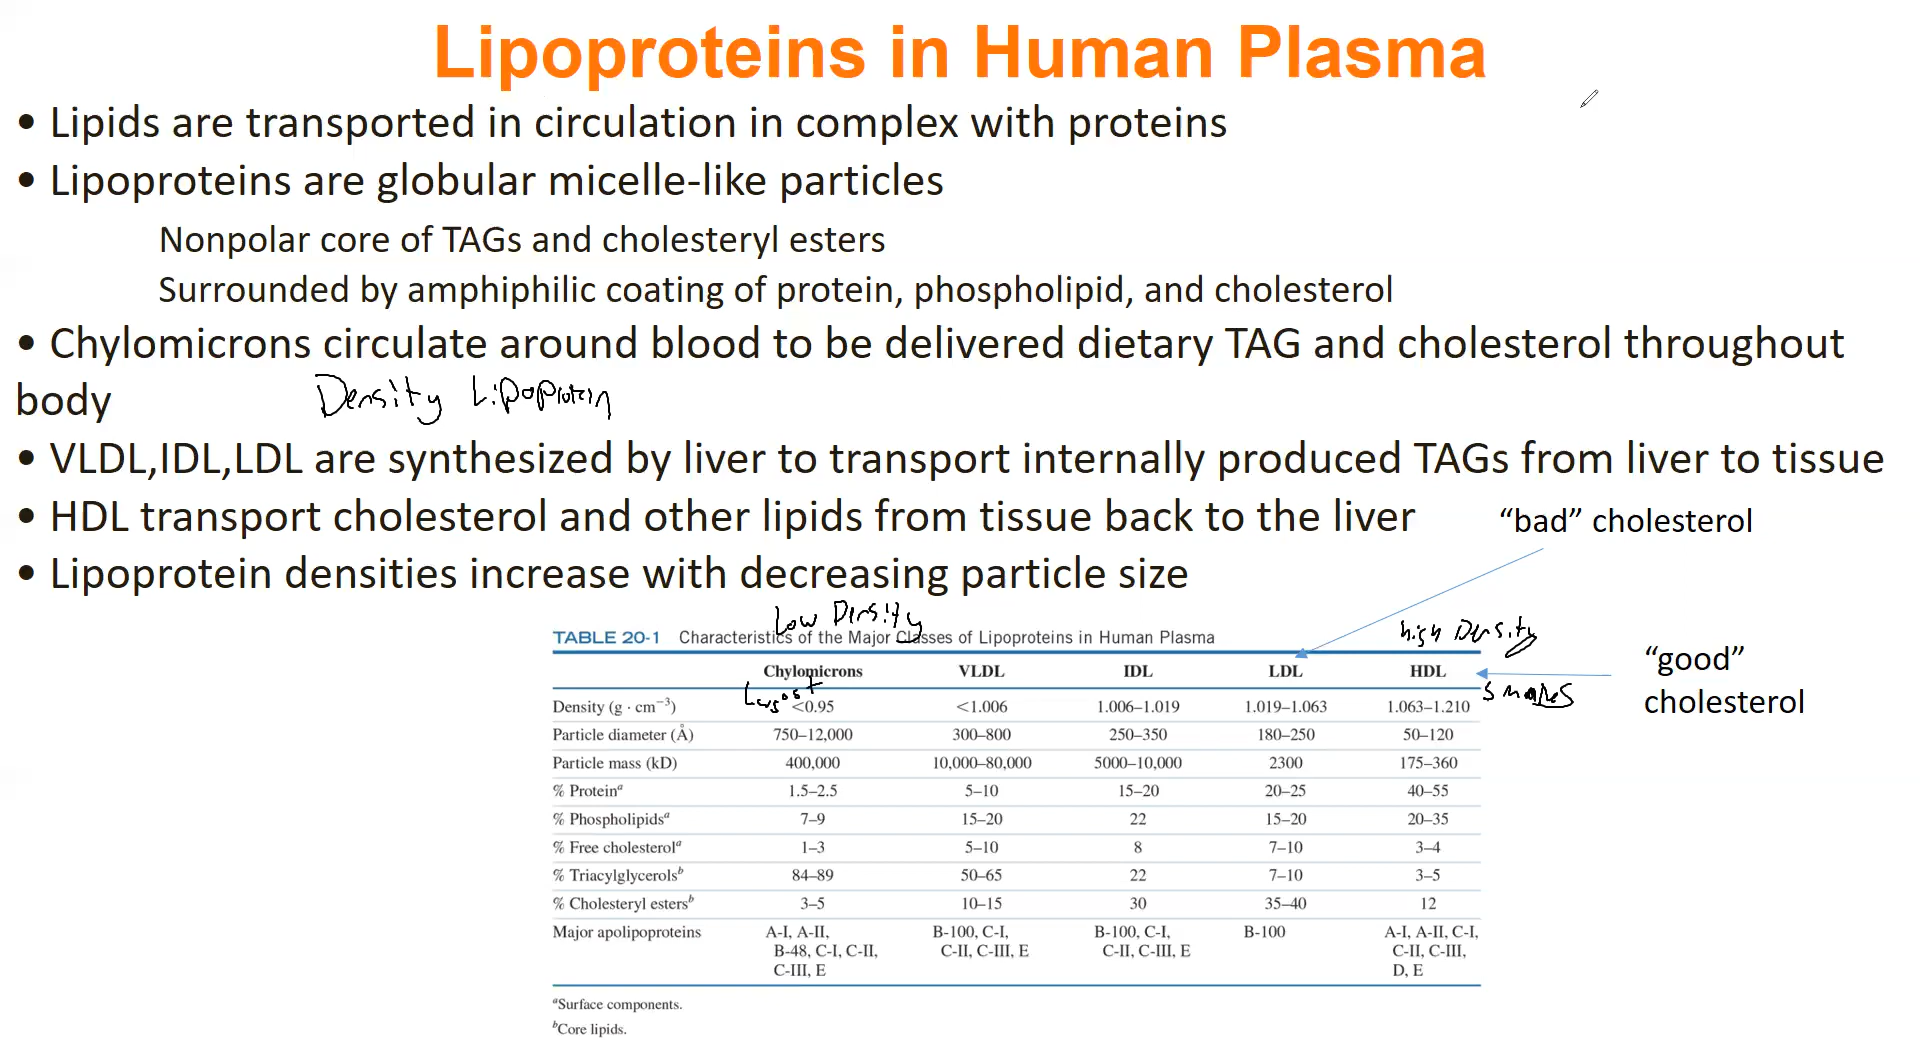 Lipoproteins in Human Plasma
• Lipids are transported in circulation in complex with proteins
• Lipoproteins are globular micelle-like particles
Nonpolar core of TAGs and cholesteryl esters
Surrounded by amphiphilic coating of protein, phospholipid, and cholesterol
• Chylomicrons circulate around blood to be delivered dietary TAG and cholesterol throughout
body
Density Lipoprotein
• VLDL,IDL,LDL are synthesized by liver to transport internally produced TAGs from liver to tissue
• HDL transport cholesterol and other lipids from tissue back to the liver
"bad" cholesterol
• Lipoprotein densities increase with decreasing particle size
Low Density
high Density
TABLE 20-1 Characteristics of the Major Classes of Lipoproteins in Human Plasma
"good"
cholesterol
Chylomicrons VLDL IDL LDL HDL
Density (g · cm⁻³) <0.95 <1.006 1.006–1.019 1.019–1.063 1.063–1.210
Particle diameter (Å) 750–12,000 300–800 250–350 180–250 50–120
Particle mass (kD) 400,000 10,000–80,000 5000–10,000 2300 175–360
% Proteinᵃ 1.5–2.5 5–10 15–20 20–25 40–55
% Phospholipidsᵃ 7–9 15–20 22 15–20 20–35
% Free cholesterolᵃ 1–3 5–10 8 7–10 3–4
% Triacylglycerolsᵇ 84–89 50–65 22 7–10 3–5
% Cholesteryl estersᵇ 3–5 10–15 30 35–40 12
Major apolipoproteins A-I, A-II, B-100, C-I, B-100, C-I, B-100 A-I, A-II, C-I,
B-48, C-I, C-II, C-II, C-III, E C-II, C-III, E C-II, C-III,
C-III, E D, E
ᵃSurface components.
ᵇCore lipids.